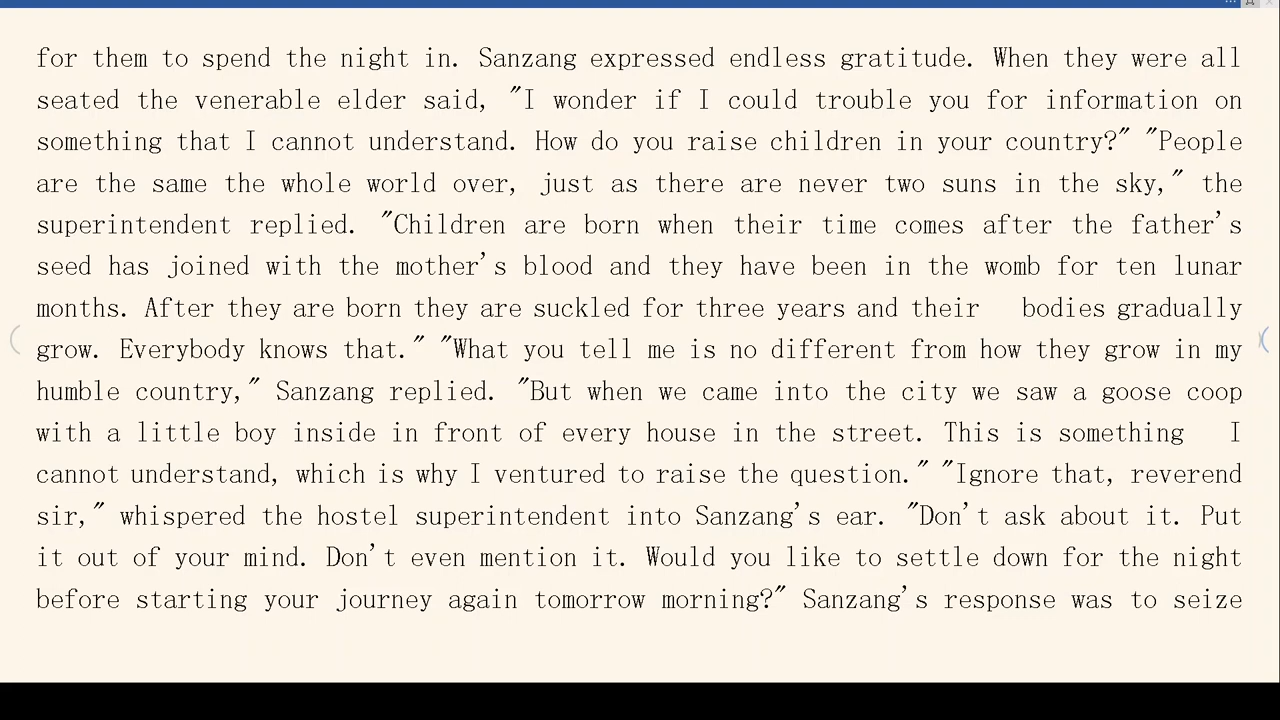 for them to spend the night in. Sanzang expressed endless gratitude. When they were all
seated the venerable elder said, "I wonder if I could trouble you for information on
something that I cannot understand. How do you raise children in your country?" "People
are the same the whole world over, just as there are never two suns in the sky," the
superintendent replied. "Children are born when their time comes after the father's
seed has joined with the mother's blood and they have been in the womb for ten lunar
months. After they are born they are suckled for three years and their bodies gradually
grow. Everybody knows that." "What you tell me is no different from how they grow in my
humble country," Sanzang replied. "But when we came into the city we saw a goose coop
with a little boy inside in front of every house in the street. This is something I
cannot understand, which is why I ventured to raise the question." "Ignore that, reverend
sir," whispered the hostel superintendent into Sanzang's ear. "Don't ask about it. Put
it out of your mind. Don't even mention it. Would you like to settle down for the night
before starting your journey again tomorrow morning?" Sanzang's response was to seize